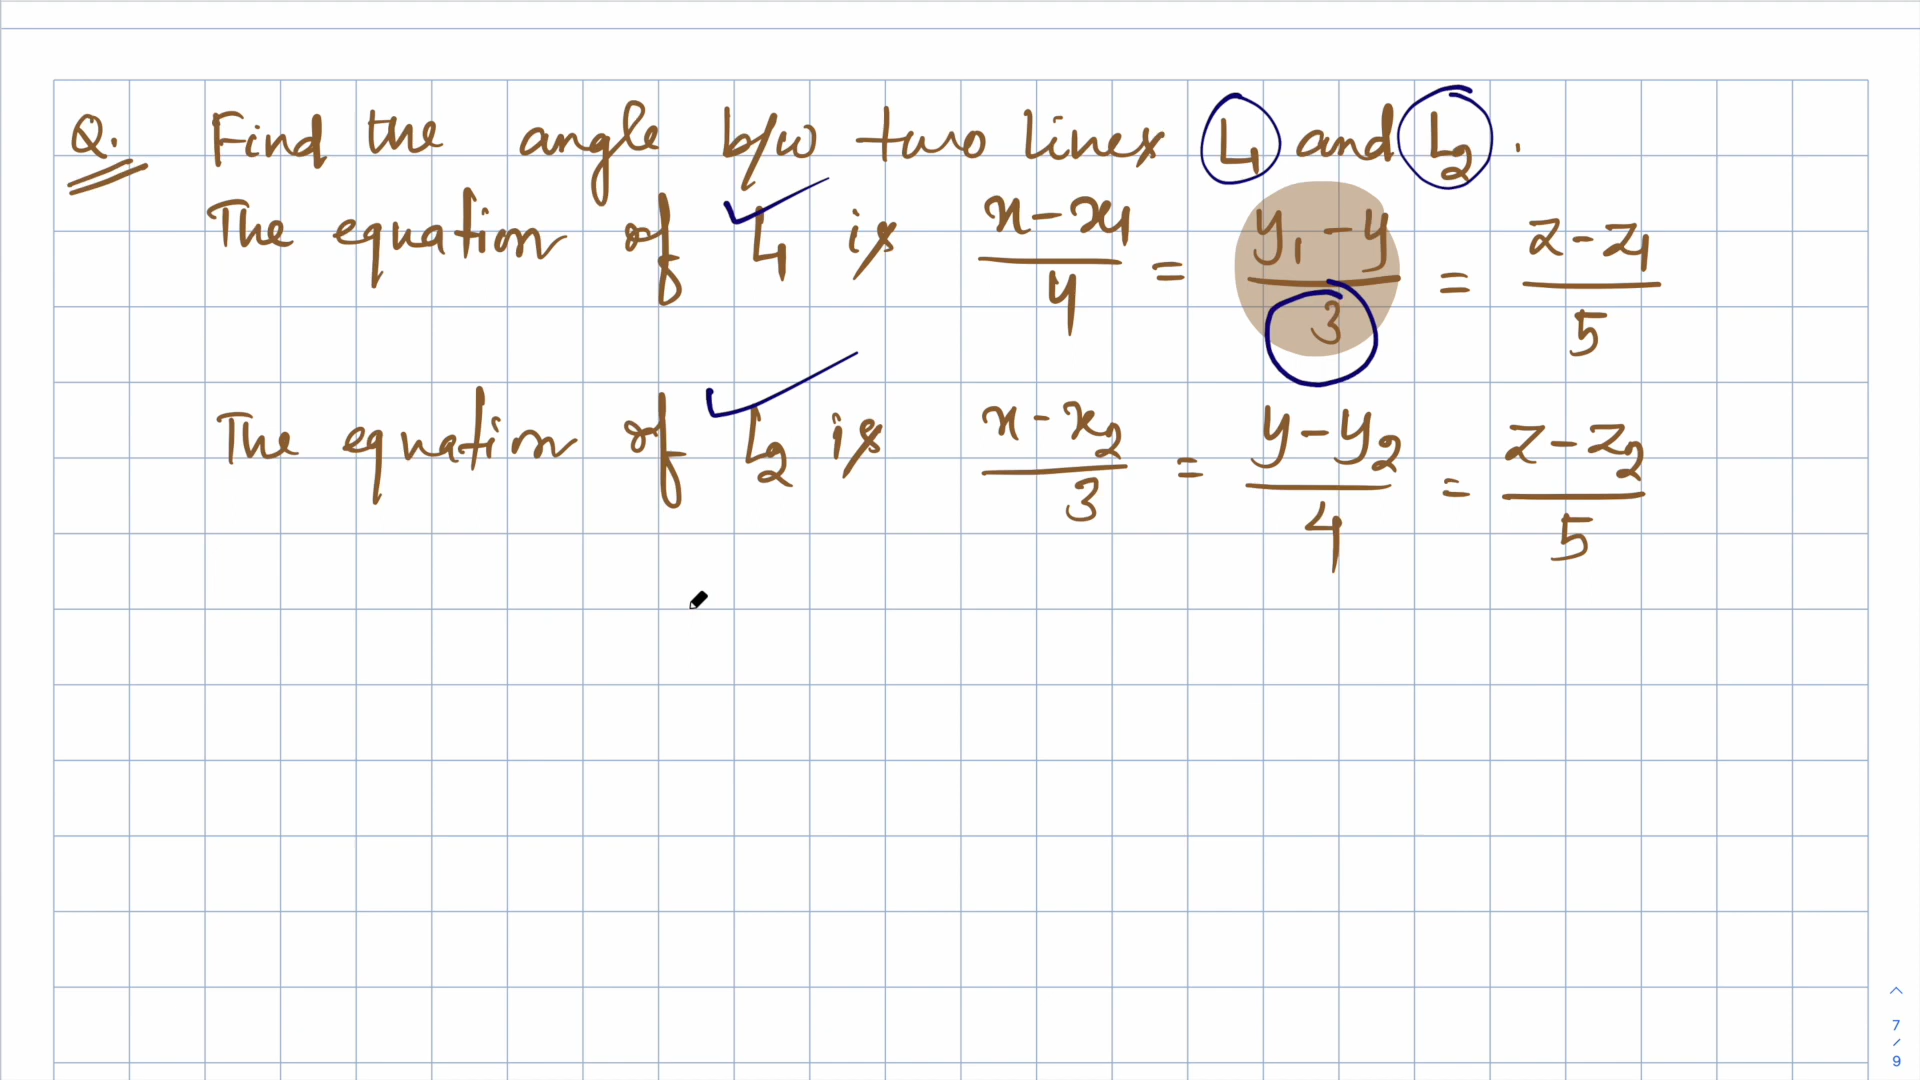 Q. Find the angle b/w two lines L1 and L2 .
The equation of L1 is x-x1/4 = y1-y/3 = z-z1/5
The equation of L2 is x-x2/3 = y-y2/4 = z-z2/5
7/9